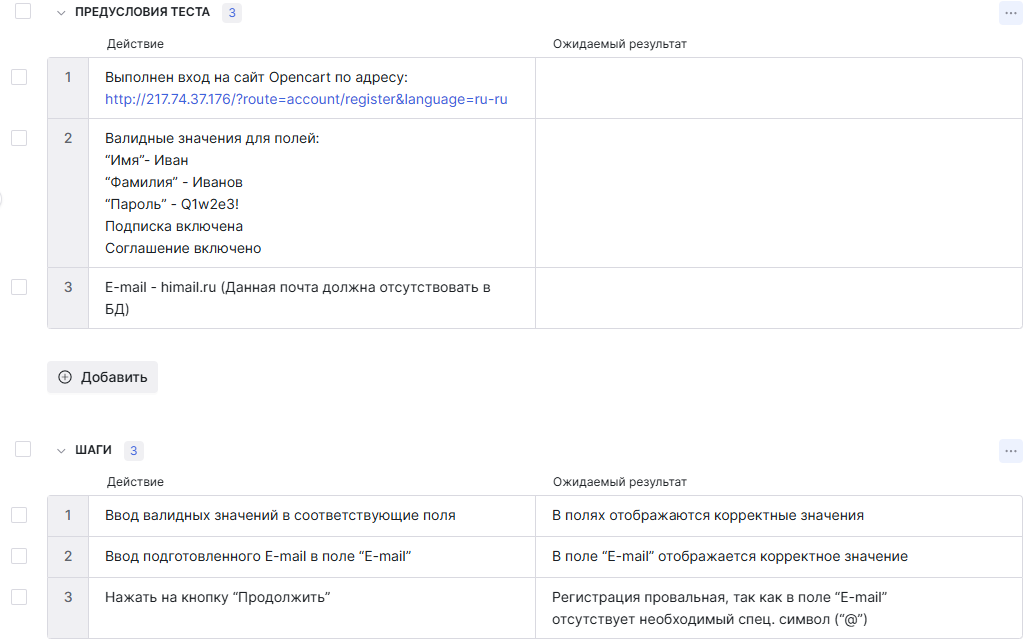 ПРЕДУСЛОВИЯ ТЕСТА 3
Действие Ожидаемый результат
1 Выполнен вход на сайт Opencart по адресу:
http://217.74.37.176/?route=account/register&language=ru-ru
2 Валидные значения для полей:
“Имя”- Иван
“Фамилия” - Иванов
“Пароль” - Q1w2e3!
Подписка включена
Соглашение включено
3 E-mail - himail.ru (Данная почта должна отсутствовать в
БД)
Добавить
ШАГИ 3
Действие Ожидаемый результат
1 Ввод валидных значений в соответствующие поля В полях отображаются корректные значения
2 Ввод подготовленного E-mail в поле “E-mail” В поле “E-mail” отображается корректное значение
3 Нажать на кнопку “Продолжить” Регистрация провальная, так как в поле “E-mail”
отсутствует необходимый спец. символ (“@”)